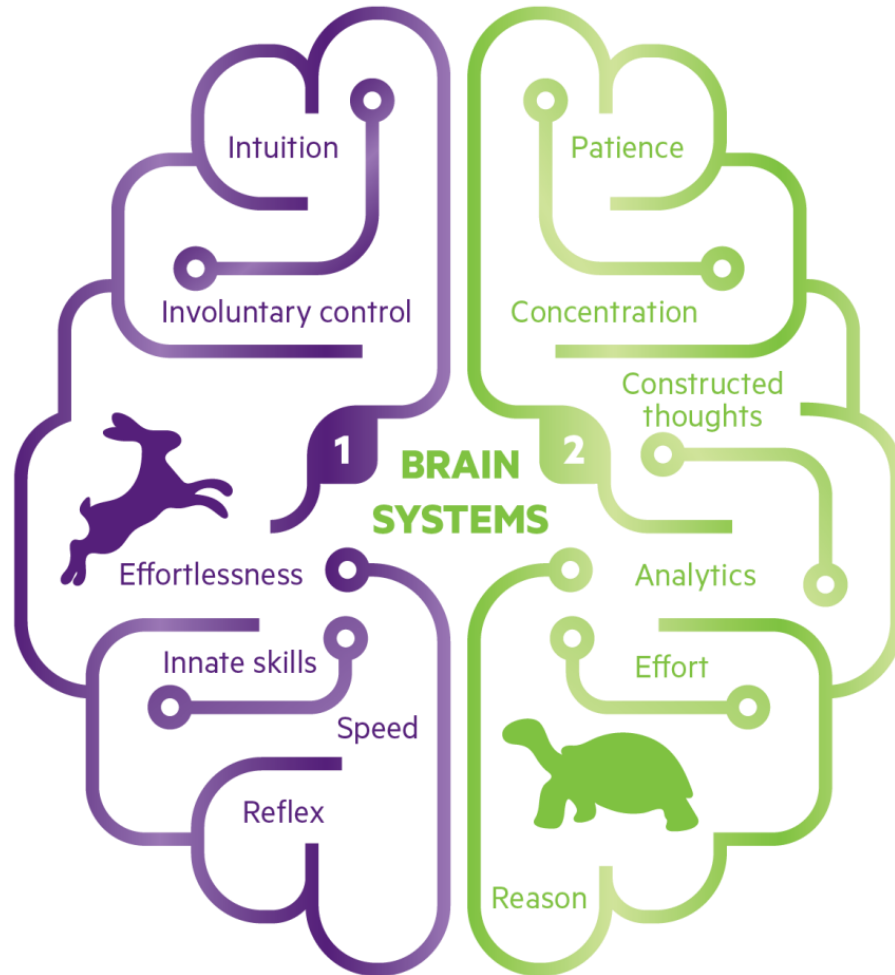 Intuition
Involuntary control
1
Effortlessness
Innate skills
Speed
Reflex
BRAIN
SYSTEMS
Patience
Concentration
Constructed
thoughts
2
Analytics
Effort
Reason